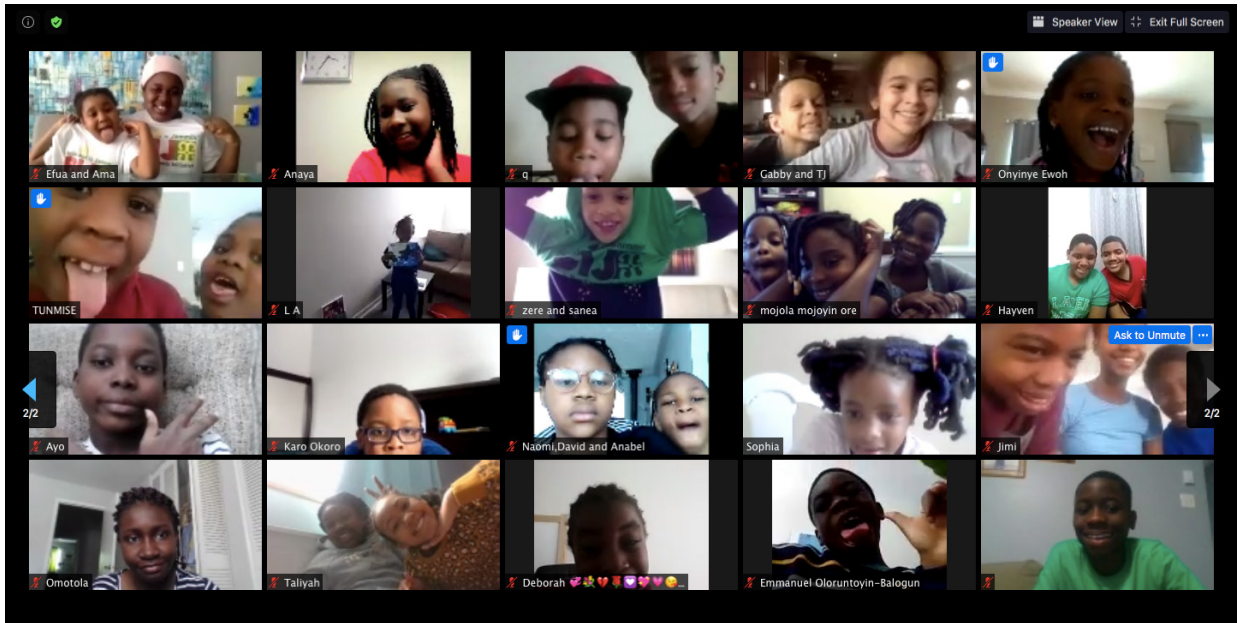 Speaker View
Exit Full Screen
Efua and Ama
Anaya
q
Gabby and TJ
Onyinye Ewoh
TUNMISE
L A
zere and sanea
mojola mojoyin ore
Hayven
Ask to Unmute
...
2/2
2/2
Ayo
Karo Okoro
Naomi,David and Anabel
Sophia
Jimi
Omotola
Taliyah
Deborah 💞💐💔🌹💟💖💗😘...
Emmanuel Oloruntoyin-Balogun